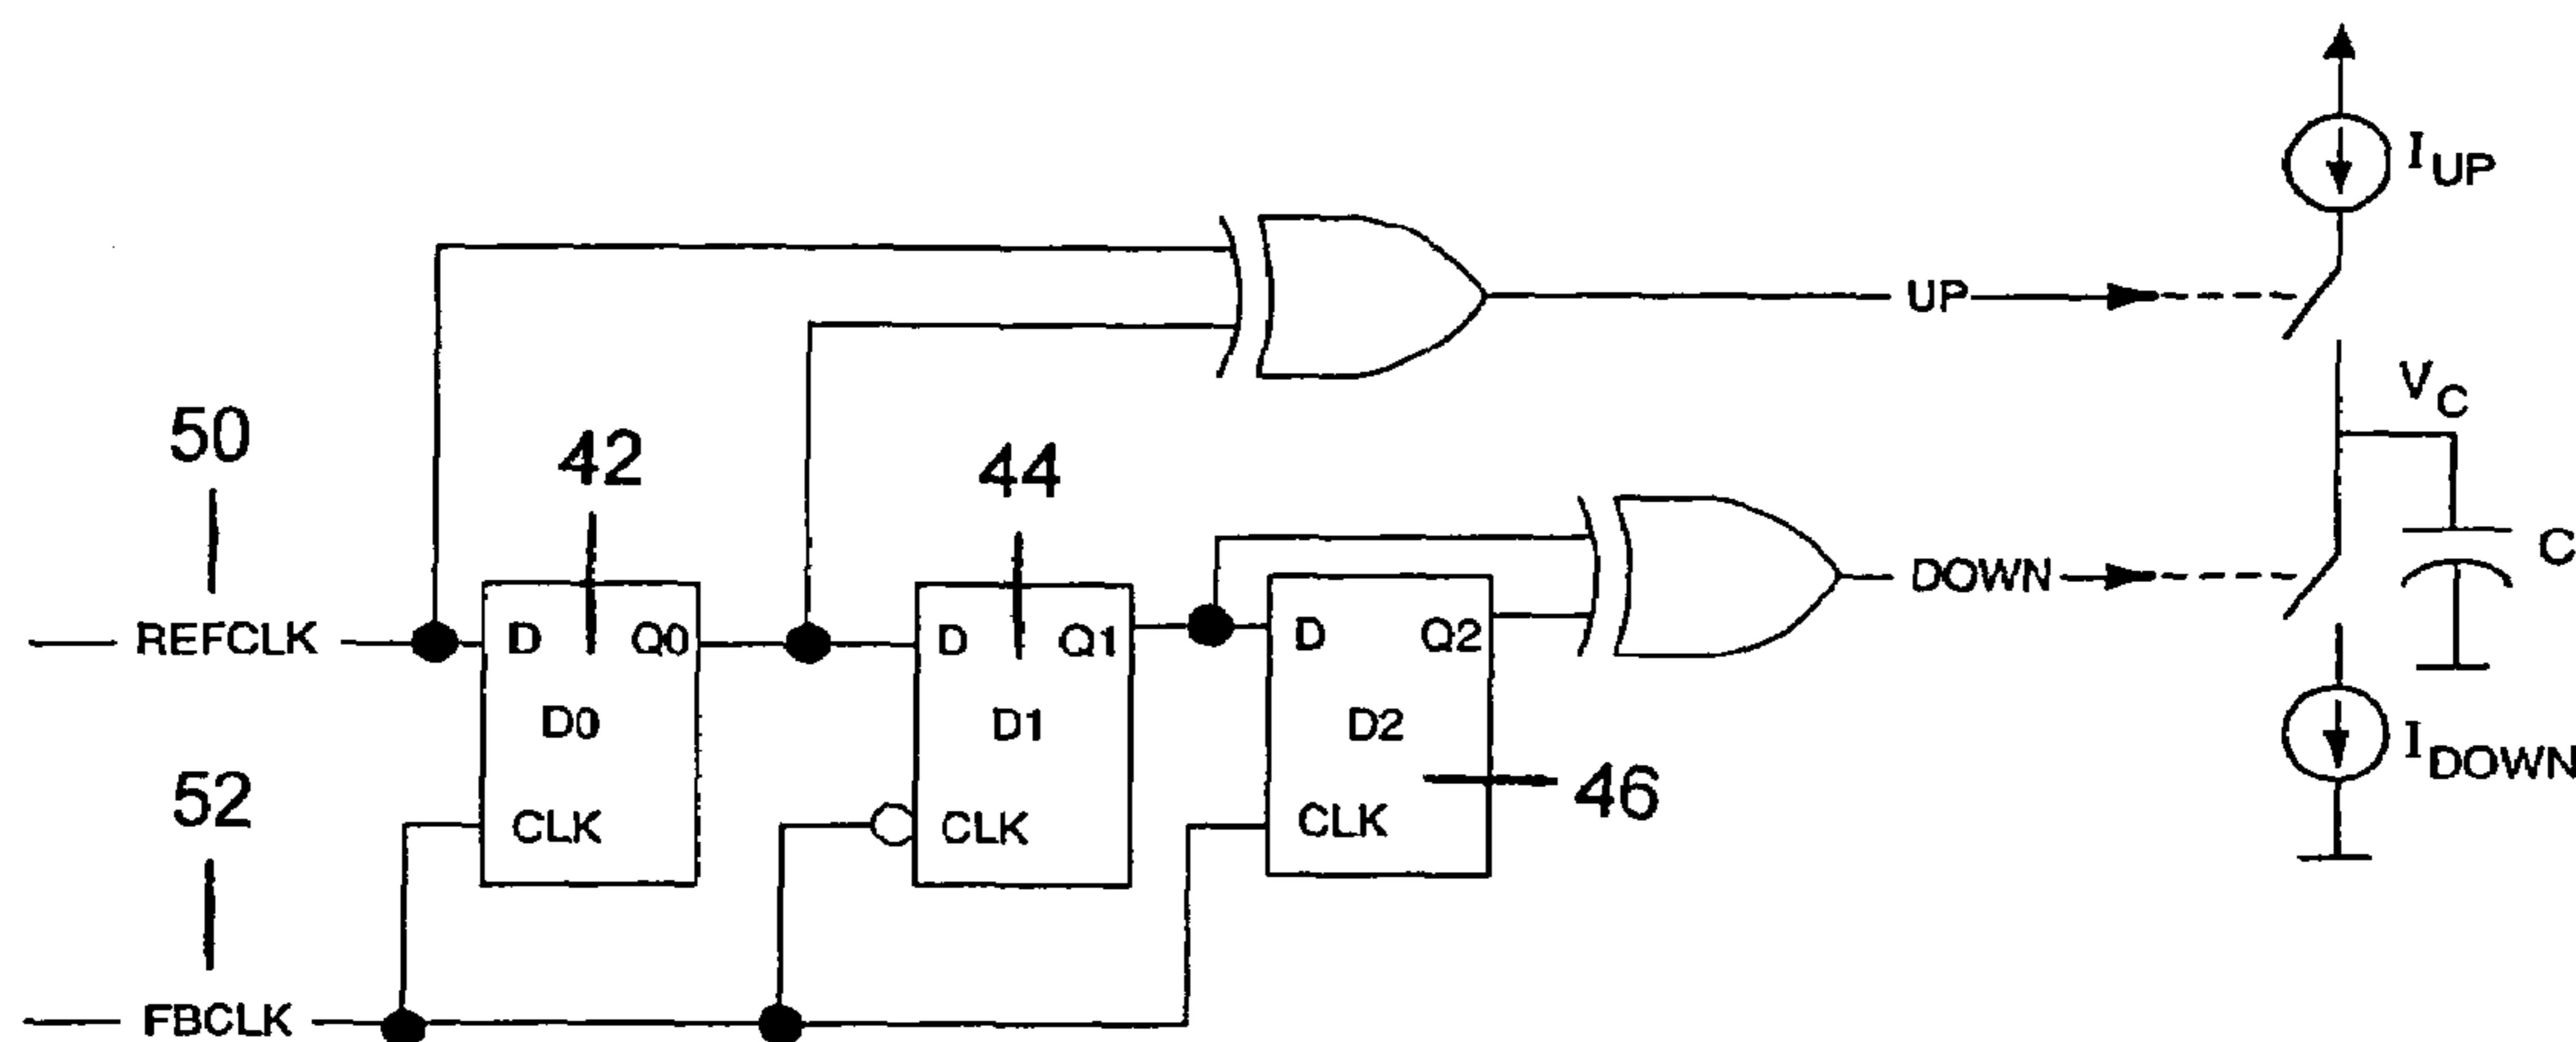 I UP
UP
V C
50
42
44
REFCLK
D
Q0
D
Q1
D
Q2
DOWN
C
D0
D1
D2
I DOWN
52
46
CLK
CLK
CLK
FBCLK